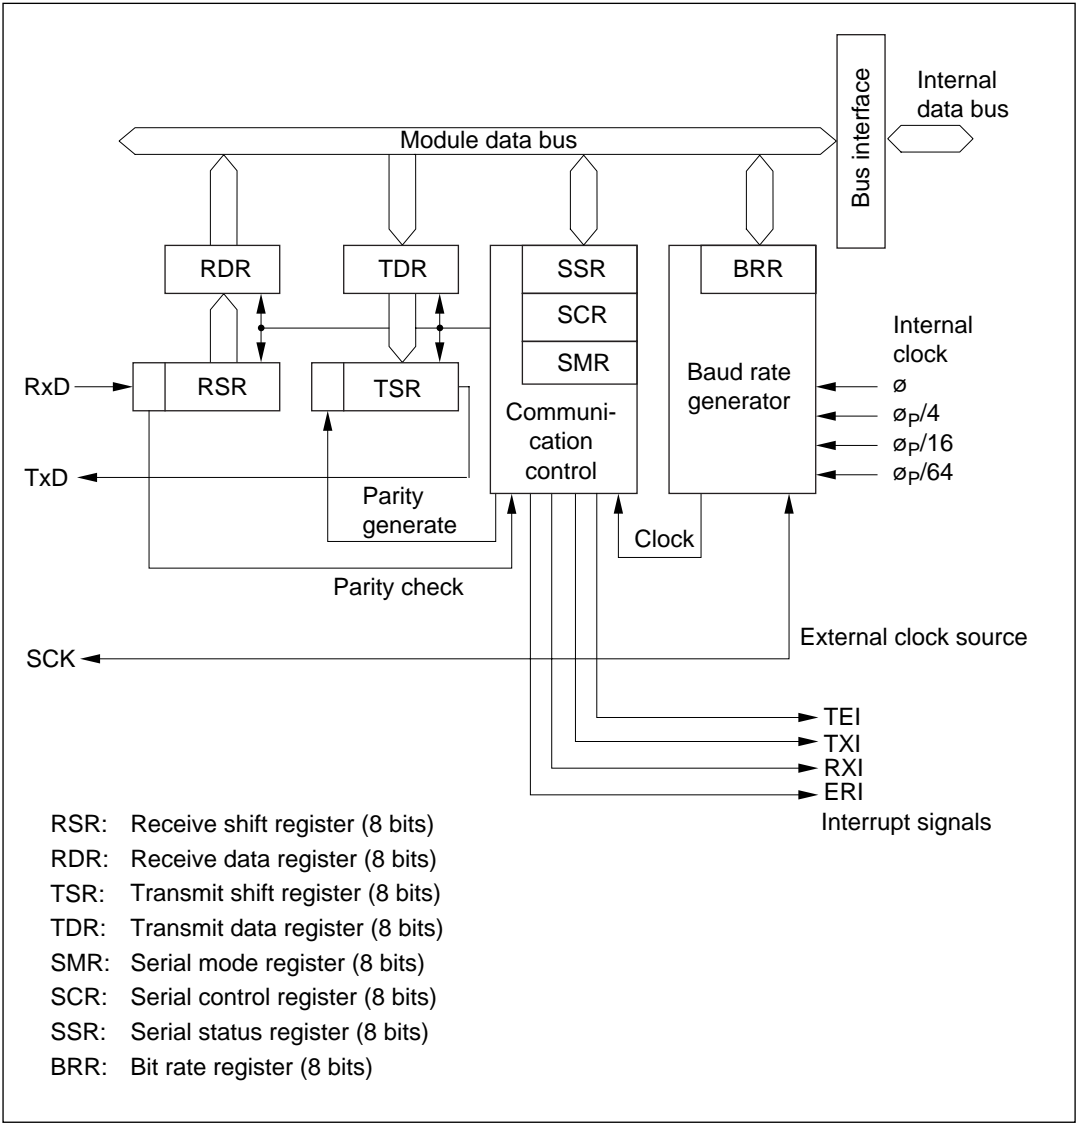 Internal
data bus
Bus interface
Module data bus
RDR
TDR
SSR
BRR
SCR
SMR
RxD
RSR
TSR
Baud rate
generator
Internal
clock
ø
øP/4
øP/16
øP/64
Communi-
cation
control
TxD
Parity
generate
Clock
Parity check
External clock source
SCK
TEI
TXI
RXI
ERI
Interrupt signals
RSR: Receive shift register (8 bits)
RDR: Receive data register (8 bits)
TSR: Transmit shift register (8 bits)
TDR: Transmit data register (8 bits)
SMR: Serial mode register (8 bits)
SCR: Serial control register (8 bits)
SSR: Serial status register (8 bits)
BRR: Bit rate register (8 bits)